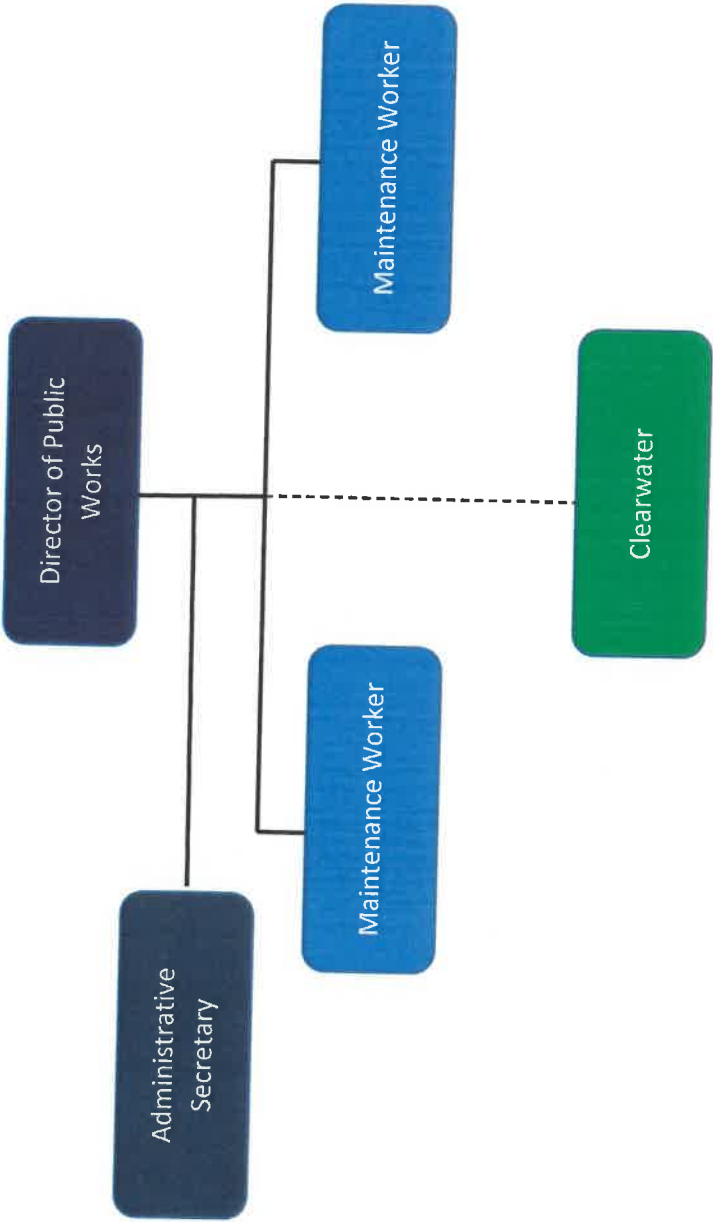 Director of Public
Works
Administrative
Secretary
Maintenance Worker
Maintenance Worker
Clearwater